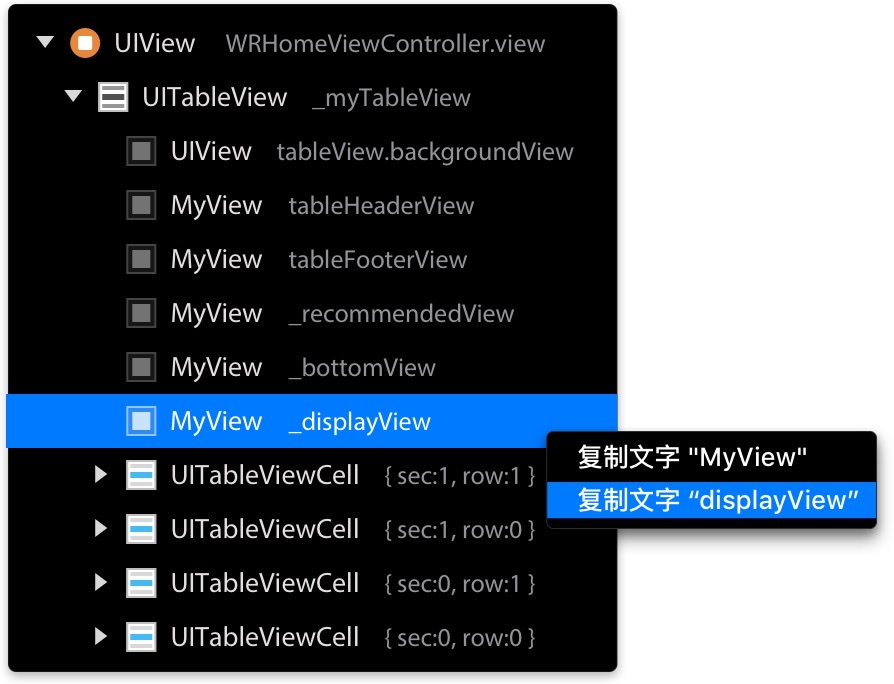 UIView WRHomeViewController.view
UITableView _myTableView
UIView tableView.backgroundView
MyView tableHeaderView
MyView tableFooterView
MyView _recommendedView
MyView _bottomView
MyView _displayView
复制文字 "MyView"
复制文字 “displayView”
UITableViewCell { sec:1, row:1 }
UITableViewCell { sec:1, row:0 }
UITableViewCell { sec:0, row:1 }
UITableViewCell { sec:0, row:0 }